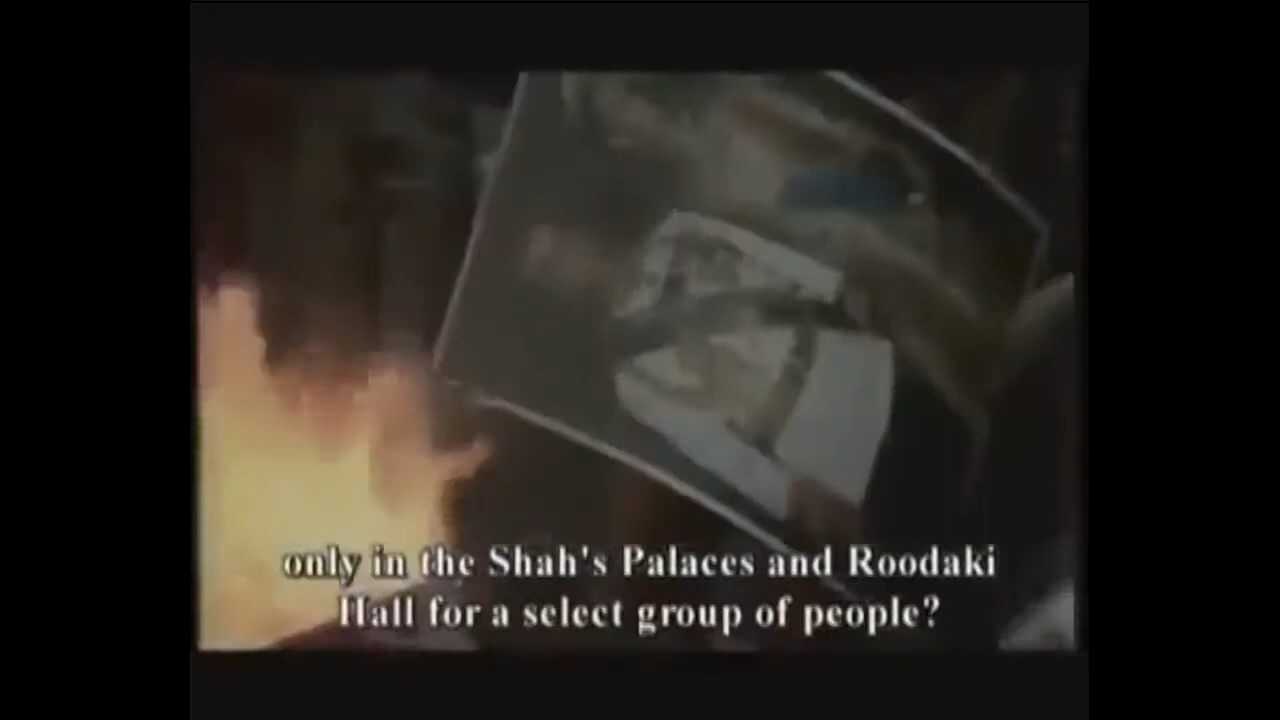 only in the Shah's Palaces and Roodaki
Hall for a select group of people?